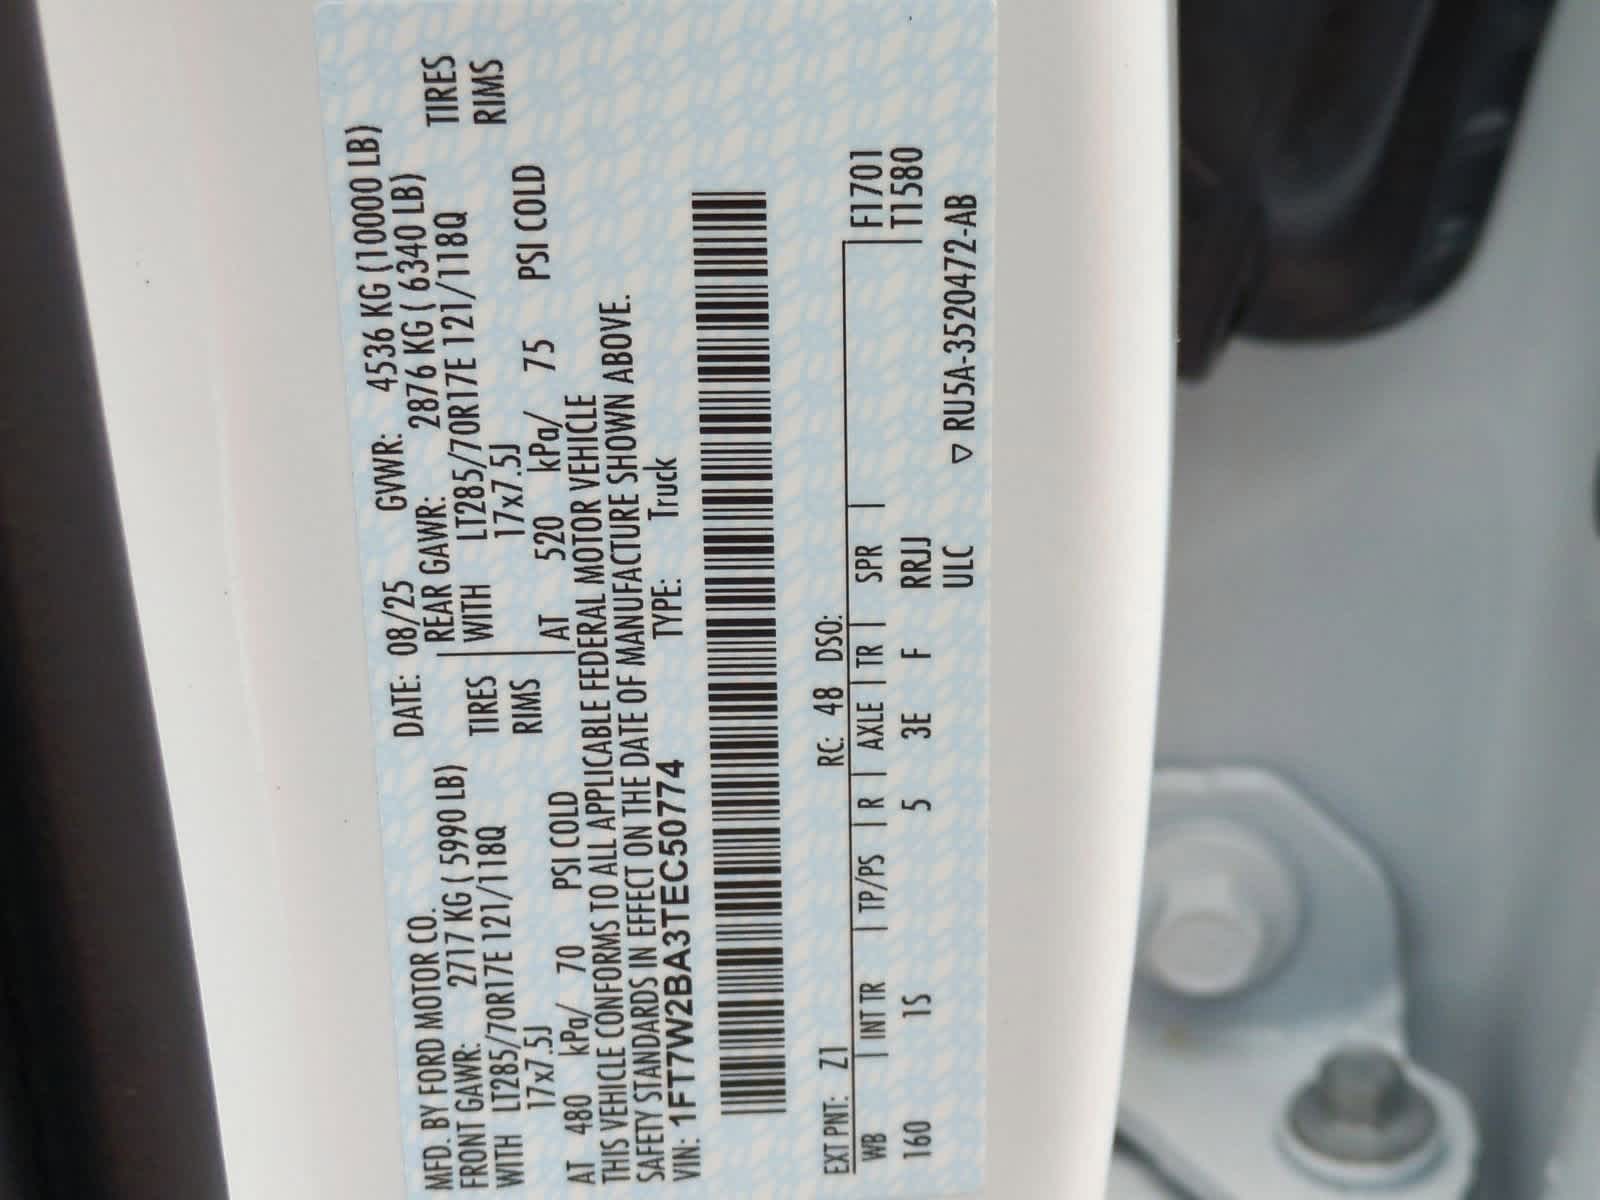 MFD. BY FORD MOTOR CO. DATE: 08/25 GVWR: 4536 KG (10000 LB)
FRONT GAWR: 2717 KG ( 5990 LB) REAR GAWR: 2876 KG ( 6340 LB)
WITH LT285/70R17E 121/118Q TIRES WITH LT285/70R17E 121/118Q TIRES
17x7.5J RIMS 17x7.5J RIMS
AT 480 kPa/ 70 PSI COLD AT 520 kPa/ 75 PSI COLD
THIS VEHICLE CONFORMS TO ALL APPLICABLE FEDERAL MOTOR VEHICLE
SAFETY STANDARDS IN EFFECT ON THE DATE OF MANUFACTURE SHOWN ABOVE.
VIN: 1FT7W2BA3TEC50774 TYPE: Truck
EXT PNT: Z1 RC: 48 DSO:
WB INT TR TP/PS R AXLE TR SPR F1701
160 1S 5 3E F RRJJ T1580
ULC ▽ RU5A-3520472-AB